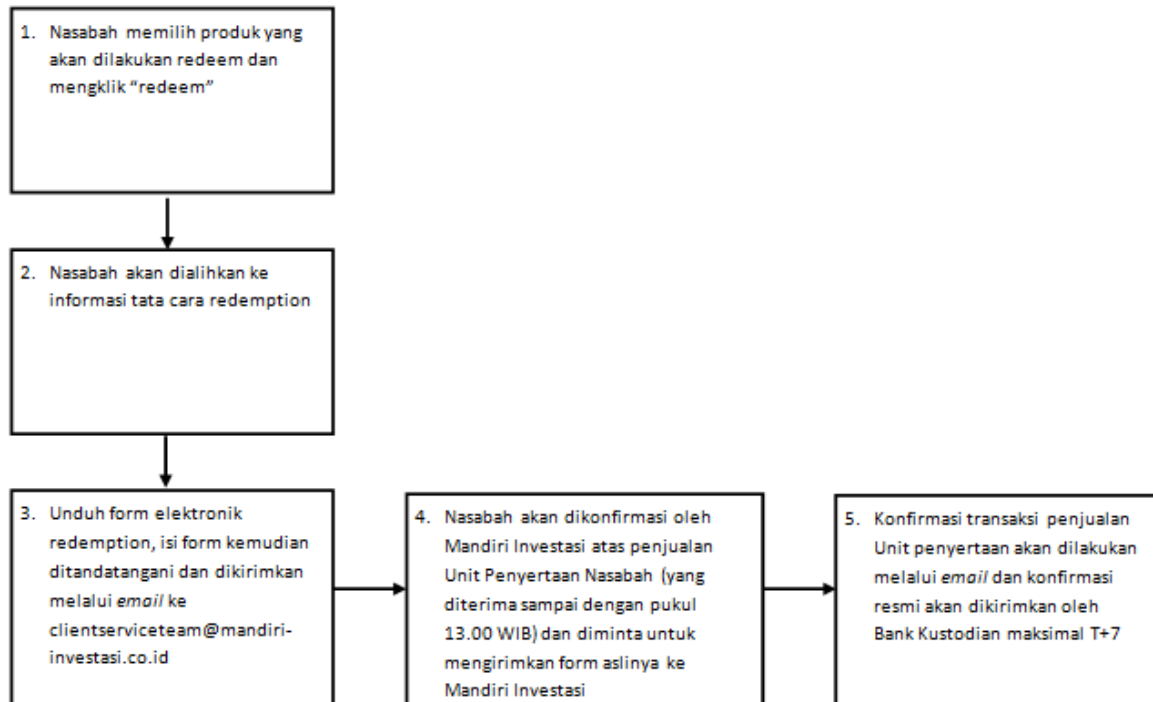 1. Nasabah memilih produk yang
akan dilakukan redeem dan
mengklik “redeem”
2. Nasabah akan dialihkan ke
informasi tata cara redemption
3. Unduh form elektronik
redemption, isi form kemudian
ditandatangani dan dikirimkan
melalui email ke
clientserviceteam@mandiri-
investasi.co.id
4. Nasabah akan dikonfirmasi oleh
Mandiri Investasi atas penjualan
Unit Penyertaan Nasabah (yang
diterima sampai dengan pukul
13.00 WIB) dan diminta untuk
mengirimkan form aslinya ke
Mandiri Investasi
5. Konfirmasi transaksi penjualan
Unit penyertaan akan dilakukan
melalui email dan konfirmasi
resmi akan dikirimkan oleh
Bank Kustodian maksimal T+7